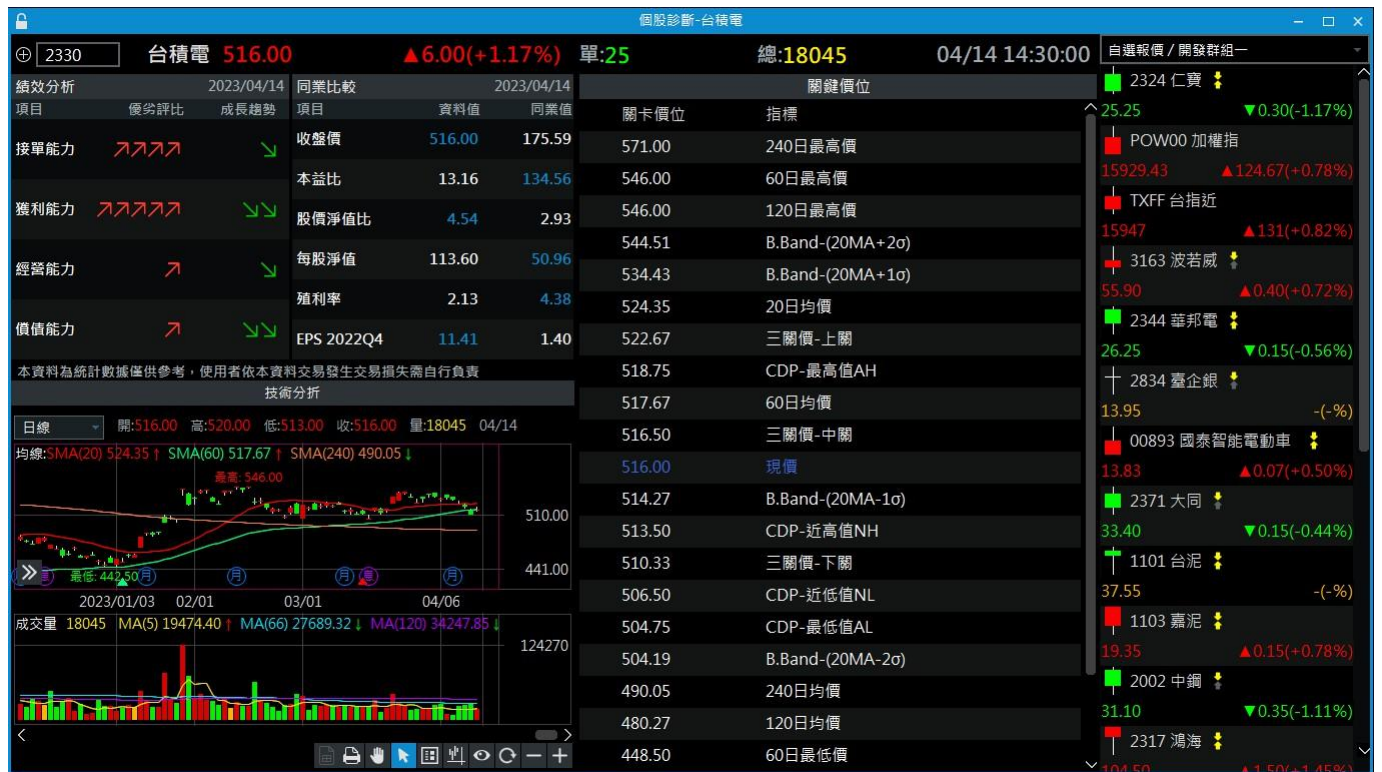 個股診斷-台積電
2330 台積電 516.00 ▲6.00(+1.17%) 單:25 總:18045 04/14 14:30:00
績效分析 2023/04/14
項目 優劣評比 成長趨勢
接單能力
獲利能力
經營能力
償債能力
同業比較 2023/04/14
項目 資料值 同業值
收盤價 516.00 175.59
本益比 13.16 134.56
股價淨值比 4.54 2.93
每股淨值 113.60 50.96
殖利率 2.13 4.38
EPS 2022Q4 11.41 1.40
本資料為統計數據僅供參考，使用者依本資料交易發生交易損失需自行負責
技術分折
日線 開:516.00 高:520.00 低:513.00 收:516.00 量:18045 04/14
均線:SMA(20) 524.35↑ SMA(60) 517.67↑ SMA(240) 490.05↓
最高: 546.00
510.00
441.00
最低: 442.50
月 月 月 月
2023/01/03 02/01 03/01 04/06
成交量 18045 MA(5) 19474.40↑ MA(66) 27689.32↓ MA(120) 34247.85↓
124270
關鍵價位
關卡價位 指標
571.00 240日最高價
546.00 60日最高價
546.00 120日最高價
544.51 B.Band-(20MA+2σ)
534.43 B.Band-(20MA+1σ)
524.35 20日均價
522.67 三關價-上關
518.75 CDP-最高值AH
517.67 60日均價
516.50 三關價-中關
516.00 現價
514.27 B.Band-(20MA-1σ)
513.50 CDP-近高值NH
510.33 三關價-下關
506.50 CDP-近低值NL
504.75 CDP-最低值AL
504.19 B.Band-(20MA-2σ)
490.05 240日均價
480.27 120日均價
448.50 60日最低價
自選報價 / 開發群組一
2324 仁寶
25.25 ▼0.30(-1.17%)
POW00 加權指
15929.43 ▲124.67(+0.78%)
TXFF 台指近
15947 ▲131(+0.82%)
3163 波若威
55.90 ▲0.40(+0.72%)
2344 華邦電
26.25 ▼0.15(-0.56%)
2834 臺企銀
13.95 -(-%)
00893 國泰智能電動車
13.83 ▲0.07(+0.50%)
2371 大同
33.40 ▼0.15(-0.44%)
1101 台泥
37.55 -(-%)
1103 嘉泥
19.35 ▲0.15(+0.78%)
2002 中鋼
31.10 ▼0.35(-1.11%)
2317 鴻海
104.50 ▲1.50(+1.45%)